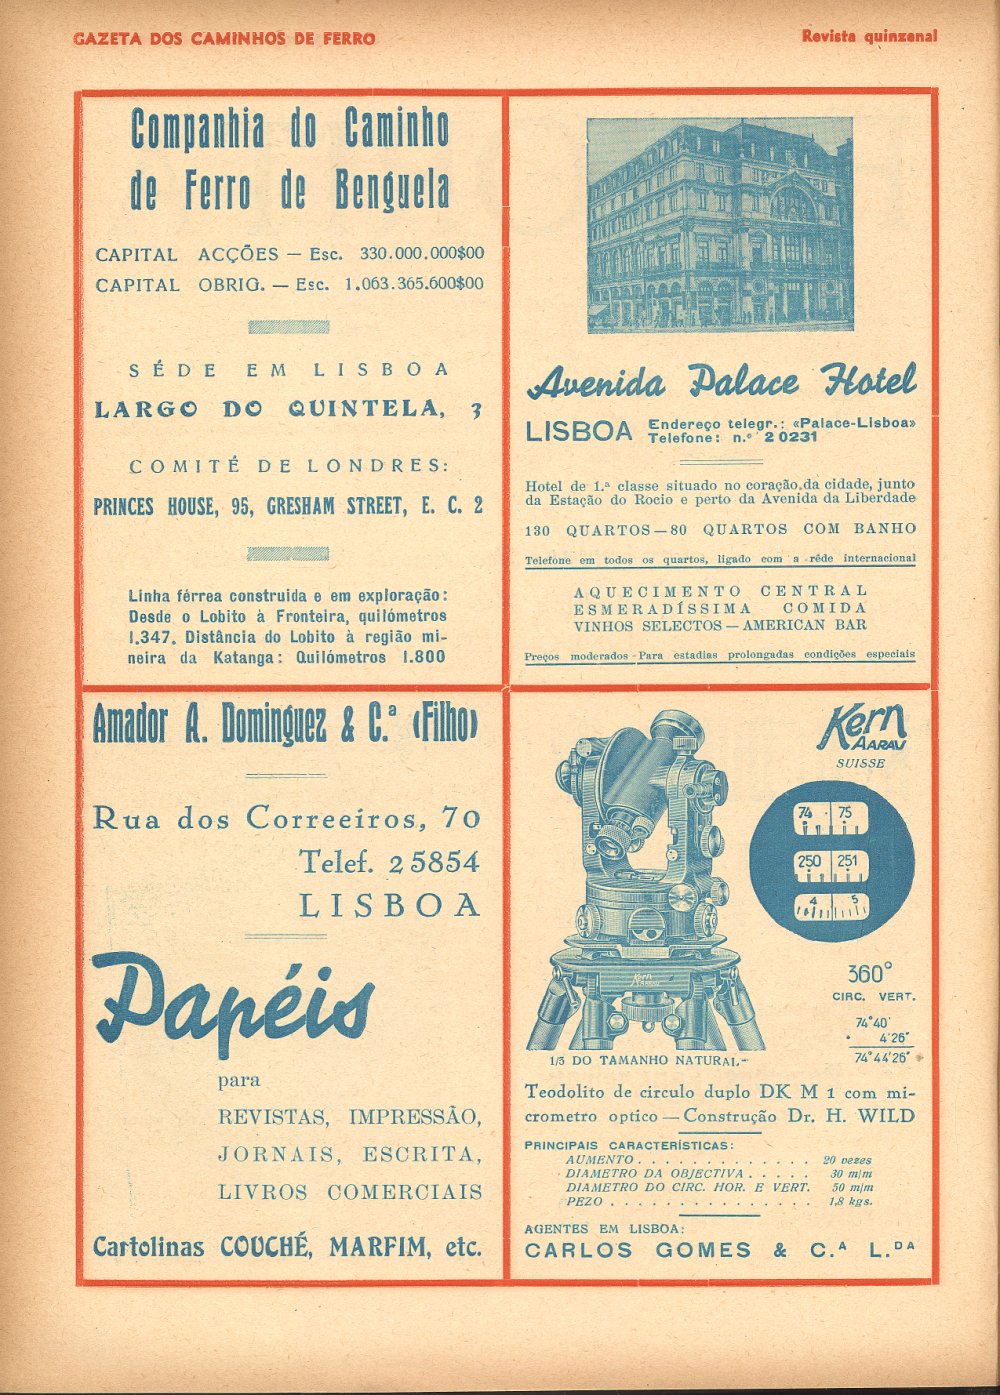 GAZETA DOS CAMINHOS DE FERRO
Revista quinzenal
Companhia do Caminho
de Ferro de Benguela
CAPITAL ACÇÕES — Esc. 330.000.000$00
CAPITAL OBRIG. — Esc. 1.063.365.600$00
SÉDE EM LISBOA
LARGO DO QUINTELA, 3
COMITÉ DE LONDRES:
PRINCES HOUSE, 95, GRESHAM STREET, E. C. 2
Linha férrea construida e em exploração:
Desde o Lobito à Fronteira, quilómetros
1.347. Distância do Lobito à região mi-
neira da Katanga: Quilómetros 1.800
Avenida Palace Hotel
LISBOA
Endereço telegr.: «Palace-Lisboa»
Telefone: n.º 2 0231
Hotel de 1.ª classe situado no coração da cidade, junto
da Estação do Rocio e perto da Avenida da Liberdade
130 QUARTOS — 80 QUARTOS COM BANHO
Telefone em todos os quartos, ligado com a rêde internacional
AQUECIMENTO CENTRAL
ESMERADÍSSIMA COMIDA
VINHOS SELECTOS — AMERICAN BAR
Preços moderados - Para estadias prolongadas condições especiais
Amador A. Dominguez & C.ª (Filho)
Rua dos Correeiros, 70
Telef. 2 5854
LISBOA
Papéis
para
REVISTAS, IMPRESSÃO,
JORNAIS, ESCRITA,
LIVROS COMERCIAIS
Cartolinas COUCHÉ, MARFIM, etc.
Kern
AARAU
SUISSE
74 75
250 251
4 5
360°
CIRC. VERT.
74°40'
4'26"
74°44'26"
Kern
AARAU
1/3 DO TAMANHO NATURAL
Teodolito de circulo duplo DK M 1 com mi-
crometro optico — Construção Dr. H. WILD
PRINCIPAIS CARACTERÍSTICAS:
AUMENTO . . . . . . . . . . . . . 20 vezes
DIAMETRO DA OBJECTIVA . . . . . 30 m/m
DIAMETRO DO CIRC. HOR. E VERT. 50 m/m
PEZO . . . . . . . . . . . . . . . 1,8 kgs.
AGENTES EM LISBOA:
CARLOS GOMES & C.ᴬ L.ᴰᴬ